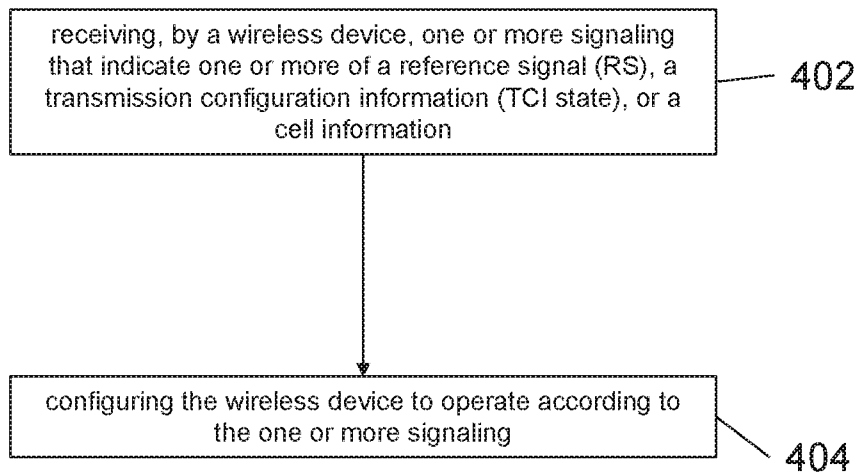 receiving, by a wireless device, one or more signaling
that indicate one or more of a reference signal (RS), a
transmission configuration information (TCI state), or a
cell information
402
configuring the wireless device to operate according to
the one or more signaling
404